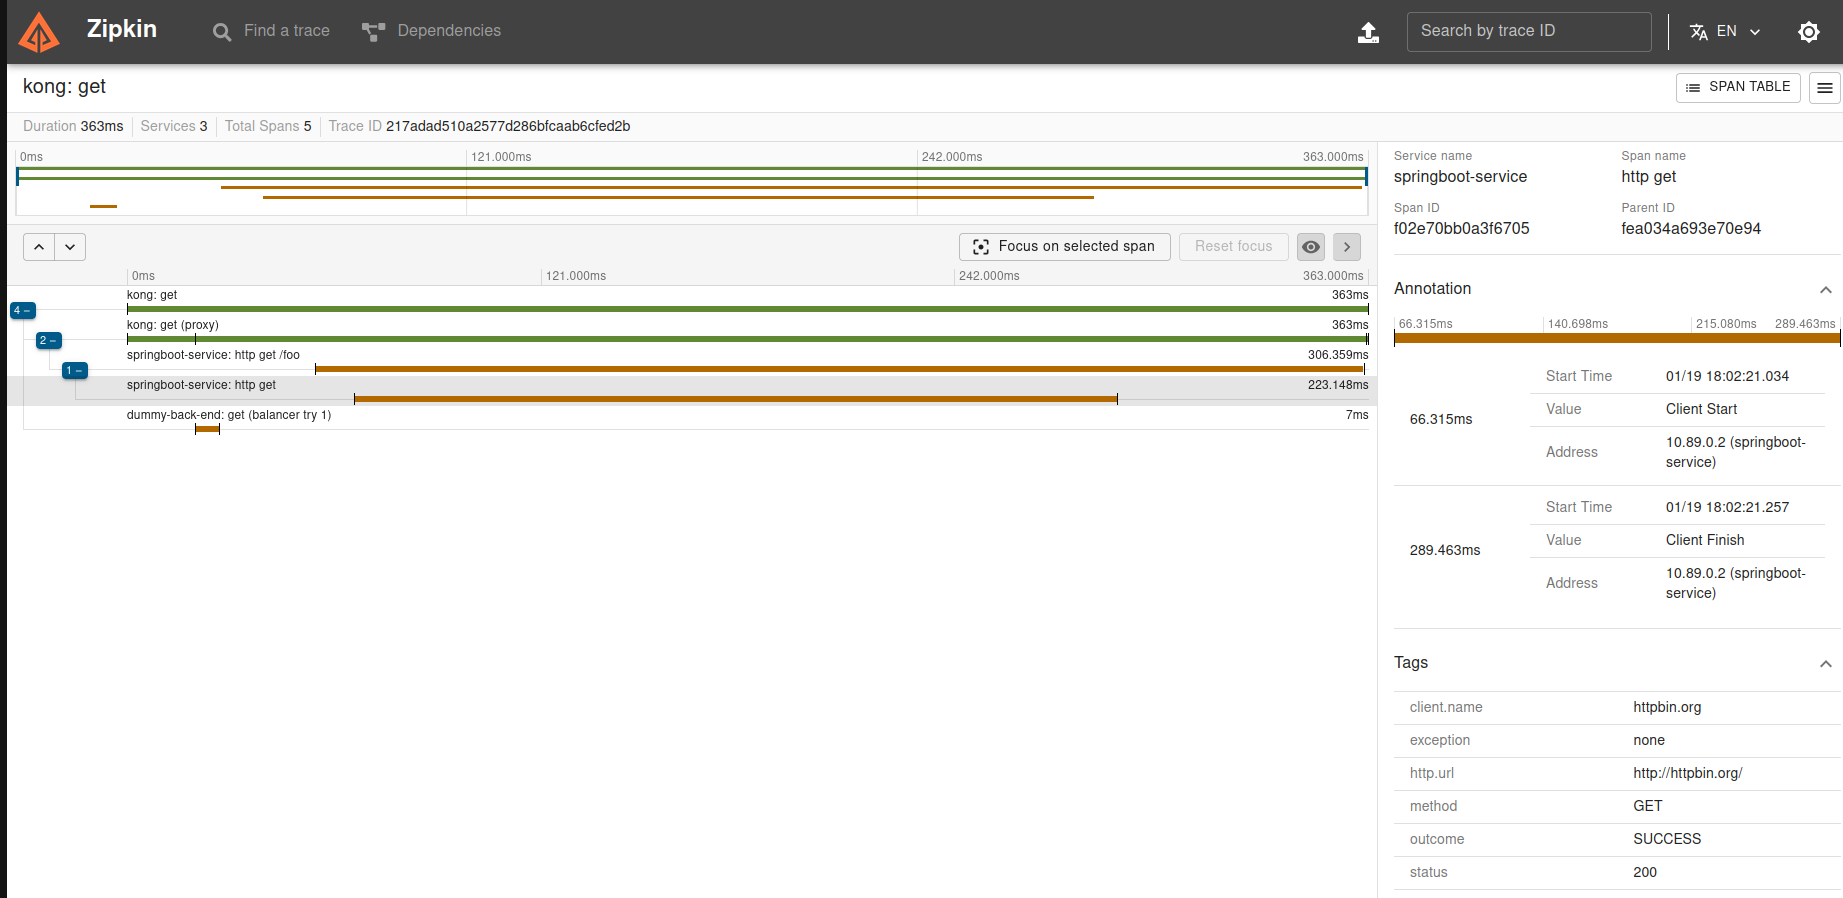 Zipkin
Find a trace
Dependencies
Search by trace ID
EN
kong: get
SPAN TABLE
Duration 363ms Services 3 Total Spans 5 Trace ID 217adad510a2577d286bfcaab6cfed2b
0ms 121.000ms 242.000ms 363.000ms
Focus on selected span
Reset focus
0ms 121.000ms 242.000ms 363.000ms
kong: get 363ms
4 −
kong: get (proxy) 363ms
2 −
springboot-service: http get /foo 306.359ms
1 −
springboot-service: http get 223.148ms
dummy-back-end: get (balancer try 1) 7ms
Service name Span name
springboot-service http get
Span ID Parent ID
f02e70bb0a3f6705 fea034a693e70e94
Annotation
66.315ms 140.698ms 215.080ms 289.463ms
66.315ms
Start Time 01/19 18:02:21.034
Value Client Start
Address 10.89.0.2 (springboot-
service)
289.463ms
Start Time 01/19 18:02:21.257
Value Client Finish
Address 10.89.0.2 (springboot-
service)
Tags
client.name httpbin.org
exception none
http.url http://httpbin.org/
method GET
outcome SUCCESS
status 200